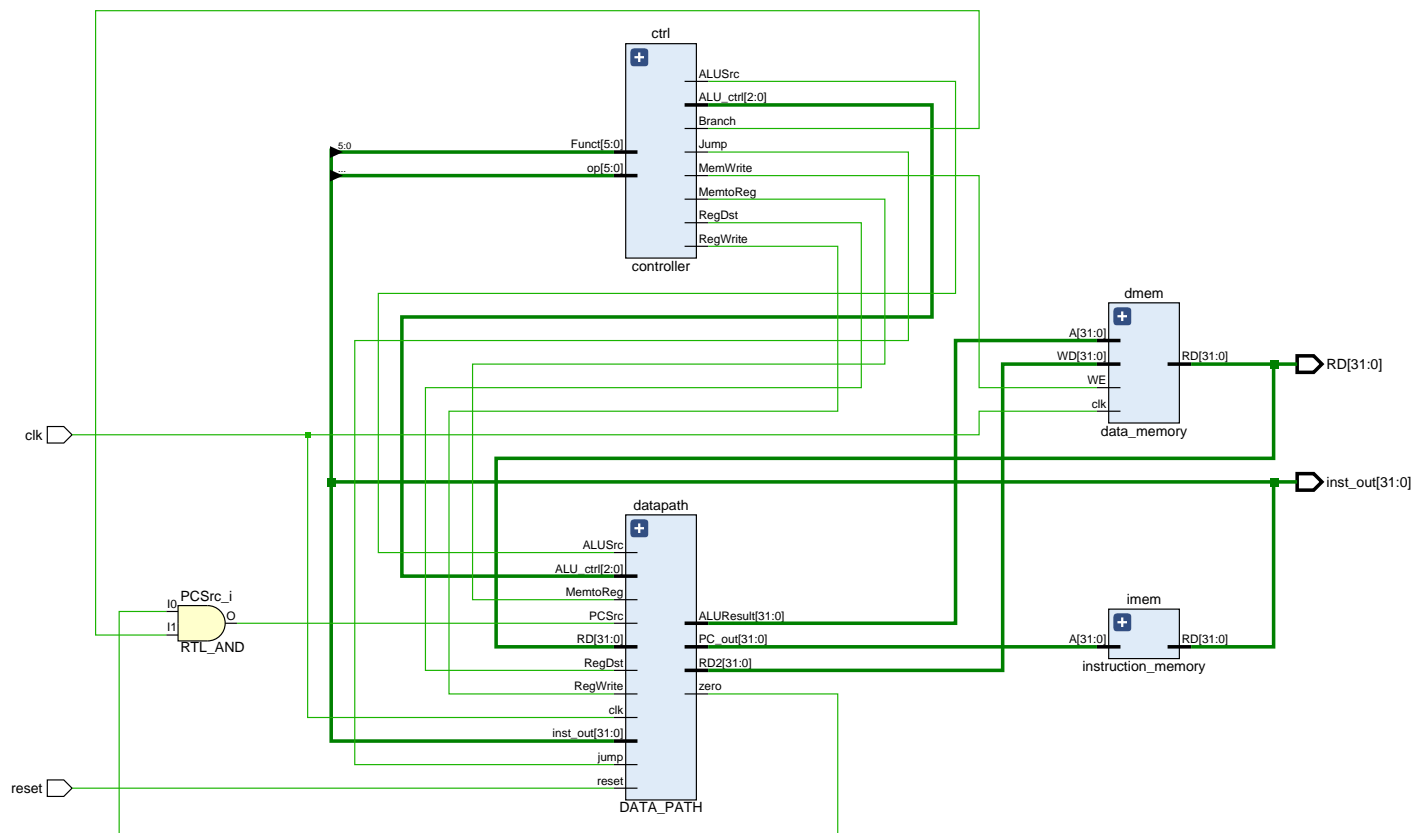 ctrl
ALUSrc
ALU_ctrl[2:0]
Branch
Funct[5:0]
5:0
Jump
op[5:0]
...
MemWrite
MemtoReg
RegDst
RegWrite
controller
dmem
A[31:0]
WD[31:0]
RD[31:0]
WE
clk
data_memory
RD[31:0]
clk
inst_out[31:0]
datapath
ALUSrc
ALU_ctrl[2:0]
MemtoReg
PCSrc
RD[31:0]
RegDst
RegWrite
clk
inst_out[31:0]
jump
reset
ALUResult[31:0]
PC_out[31:0]
RD2[31:0]
zero
DATA_PATH
PCSrc_i
I0
I1
O
RTL_AND
imem
A[31:0]
RD[31:0]
instruction_memory
reset